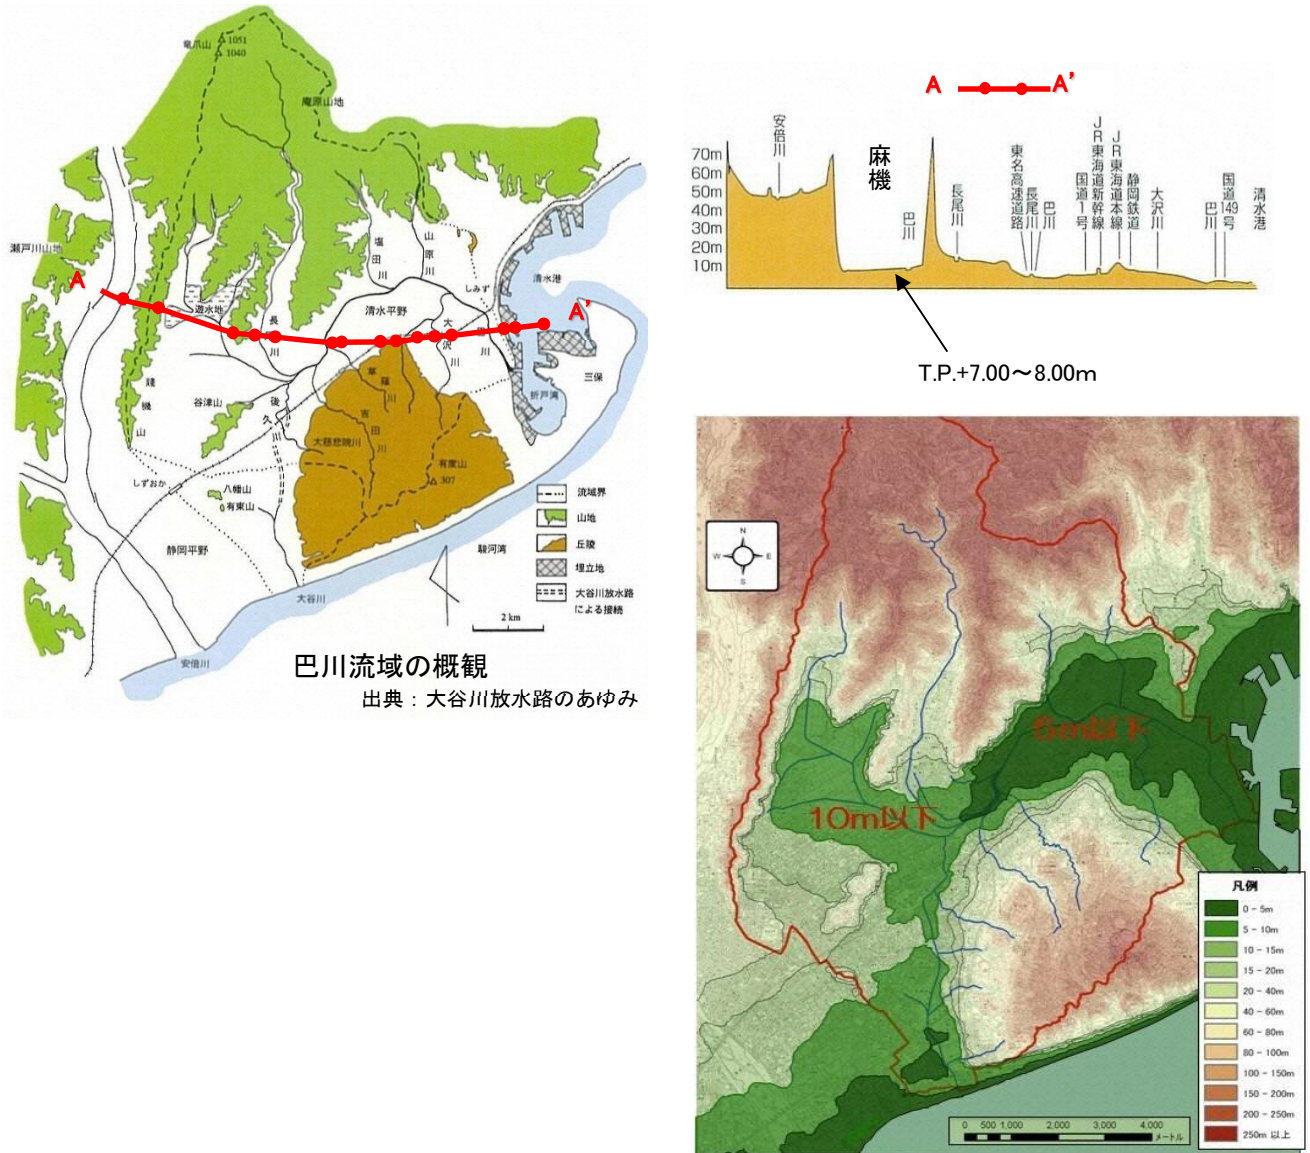 竜爪山
1051
1040
庵原山地
瀬戸川山地
A
遊水地
長
川
塩田川
山原川
しみず
清水港
清水平野
大沢川
巴川
A'
三保
折戸湾
賤機山
谷津山
後久川
草薙川
吉田川
大慈悲院川
有度山
307
しずおか
八幡山
有東山
静岡平野
大谷川
駿河湾
安倍川
流域界
山地
丘陵
埋立地
大谷川放水路
による接続
2 km
巴川流域の概観
出典：大谷川放水路のあゆみ
A
A'
70m
60m
50m
40m
30m
20m
10m
安倍川
麻機
巴川
長尾川
東名高速道路
長尾川
巴川
国道1号
JR東海道新幹線
JR東海道本線
静岡鉄道
大沢川
巴川
国道149号
清水港
T.P.+7.00～8.00m
N
W
E
S
5m以下
10m以下
凡例
0 - 5m
5 - 10m
10 - 15m
15 - 20m
20 - 40m
40 - 60m
60 - 80m
80 - 100m
100 - 150m
150 - 200m
200 - 250m
250m 以上
0 500 1,000 2,000 3,000 4,000
メートル